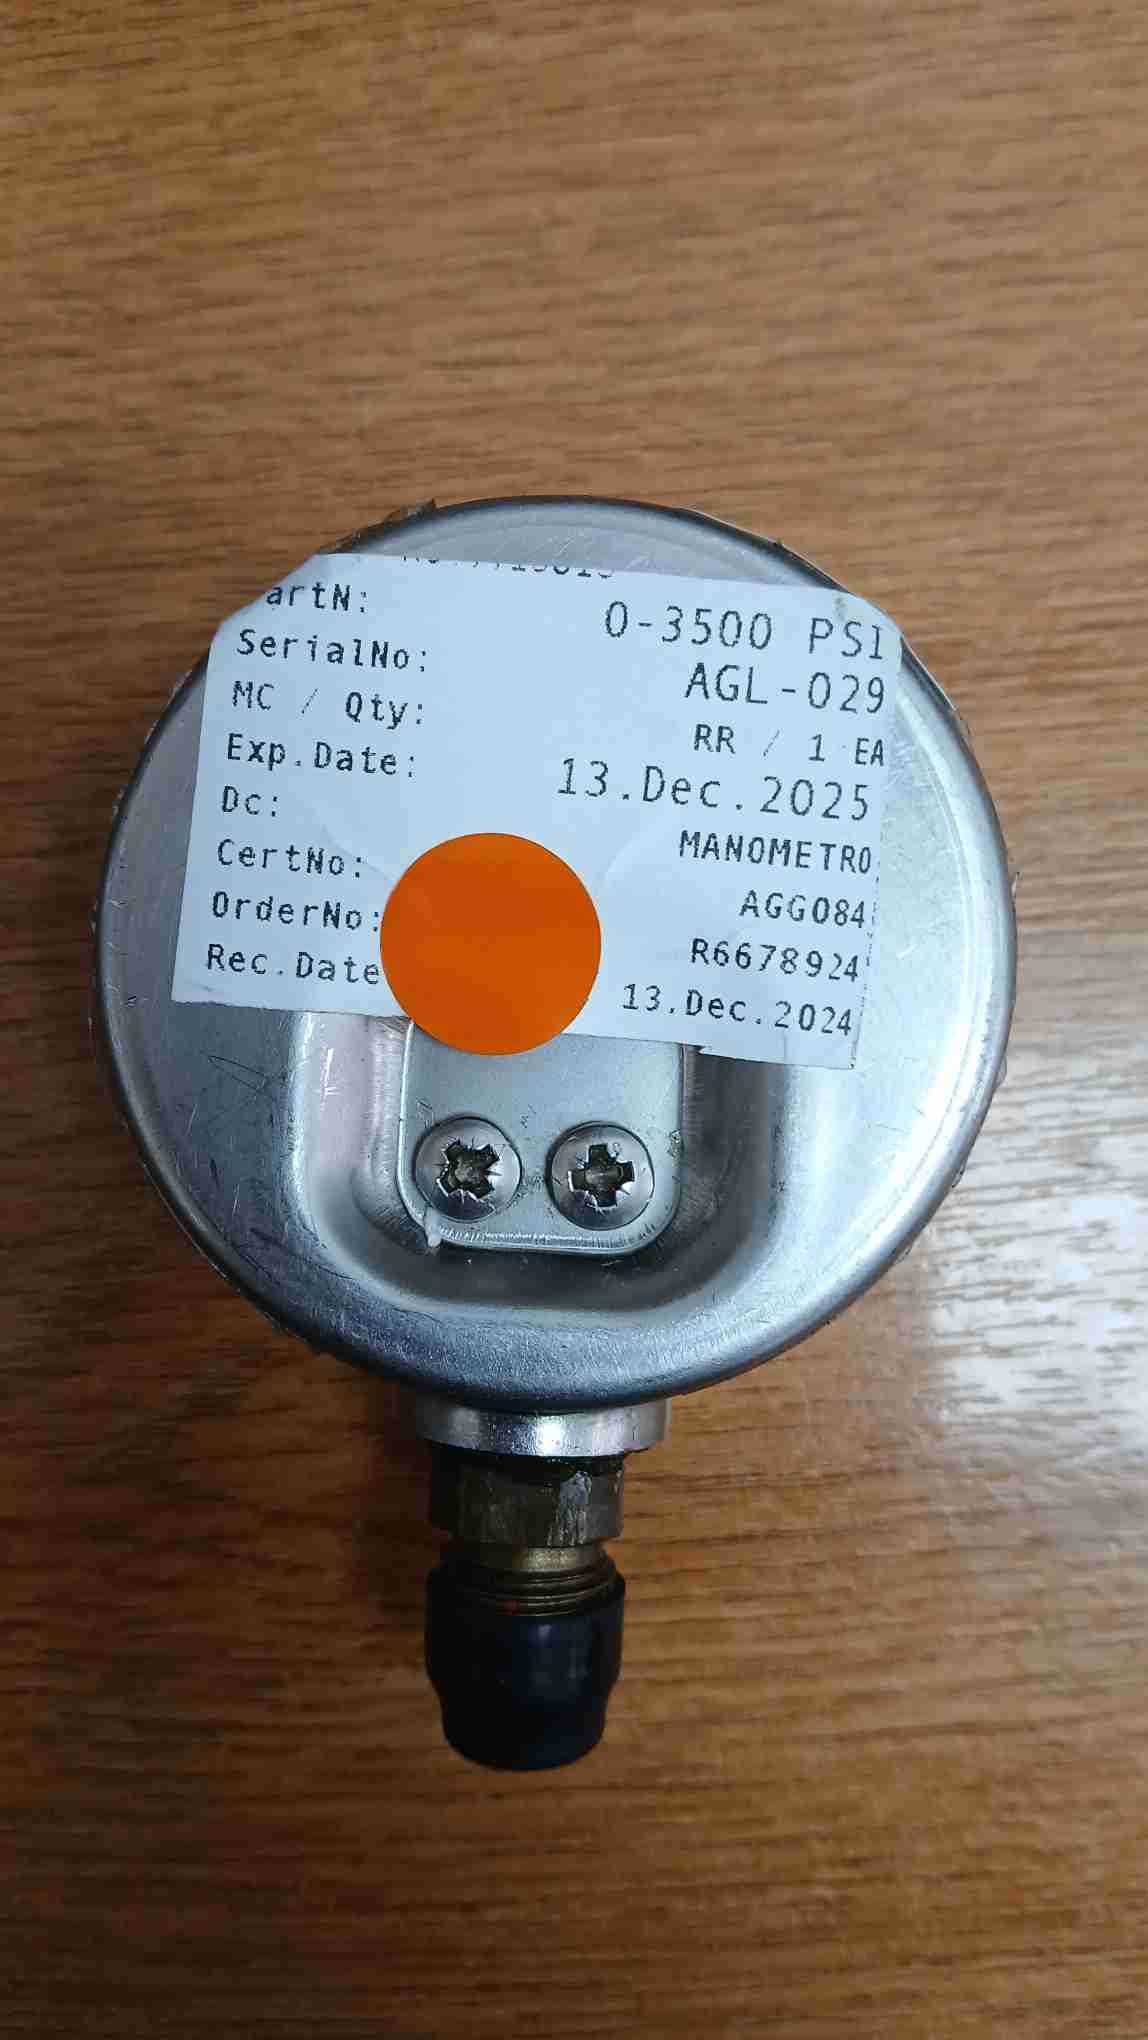 artN: 0-3500 PSI
SerialNo: AGL-029
MC / Qty: RR / 1 EA
Exp.Date: 13.Dec.2025
Dc: MANOMETRO
CertNo: AGG084
OrderNo: R6678924
Rec.Date 13.Dec.2024